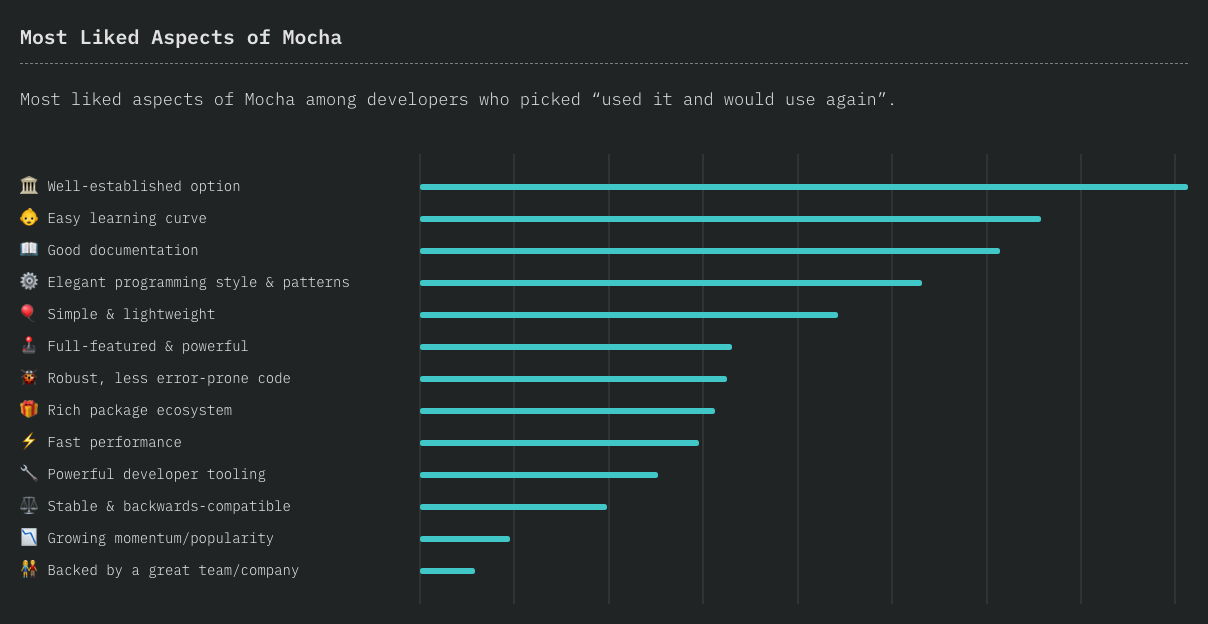 Most Liked Aspects of Mocha
Most liked aspects of Mocha among developers who picked “used it and would use again”.
Well-established option
Easy learning curve
Good documentation
Elegant programming style & patterns
Simple & lightweight
Full-featured & powerful
Robust, less error-prone code
Rich package ecosystem
Fast performance
Powerful developer tooling
Stable & backwards-compatible
Growing momentum/popularity
Backed by a great team/company